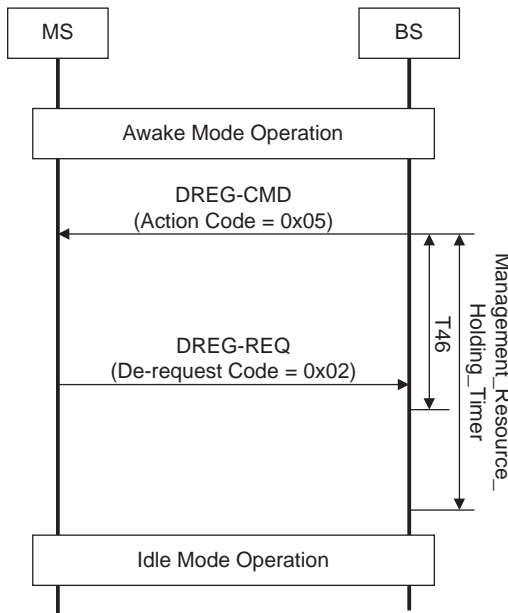 MS
BS
Awake Mode Operation
DREG-CMD
(Action Code = 0x05)
DREG-REQ
(De-request Code = 0x02)
T46
Management_Resource_
Holding_Timer
Idle Mode Operation